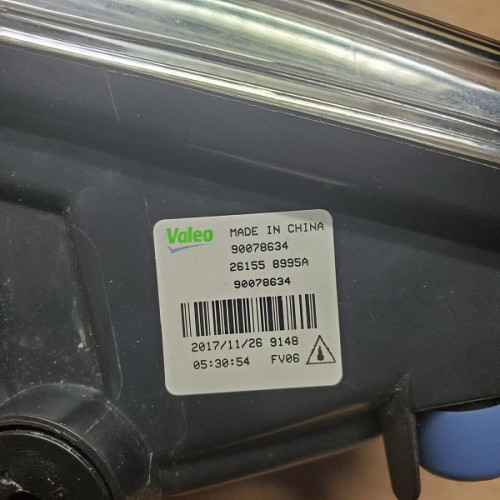 Valeo MADE IN CHINA
90078634
26155 8995A
90078634
2017/11/26 9148
05:30:54 FV06